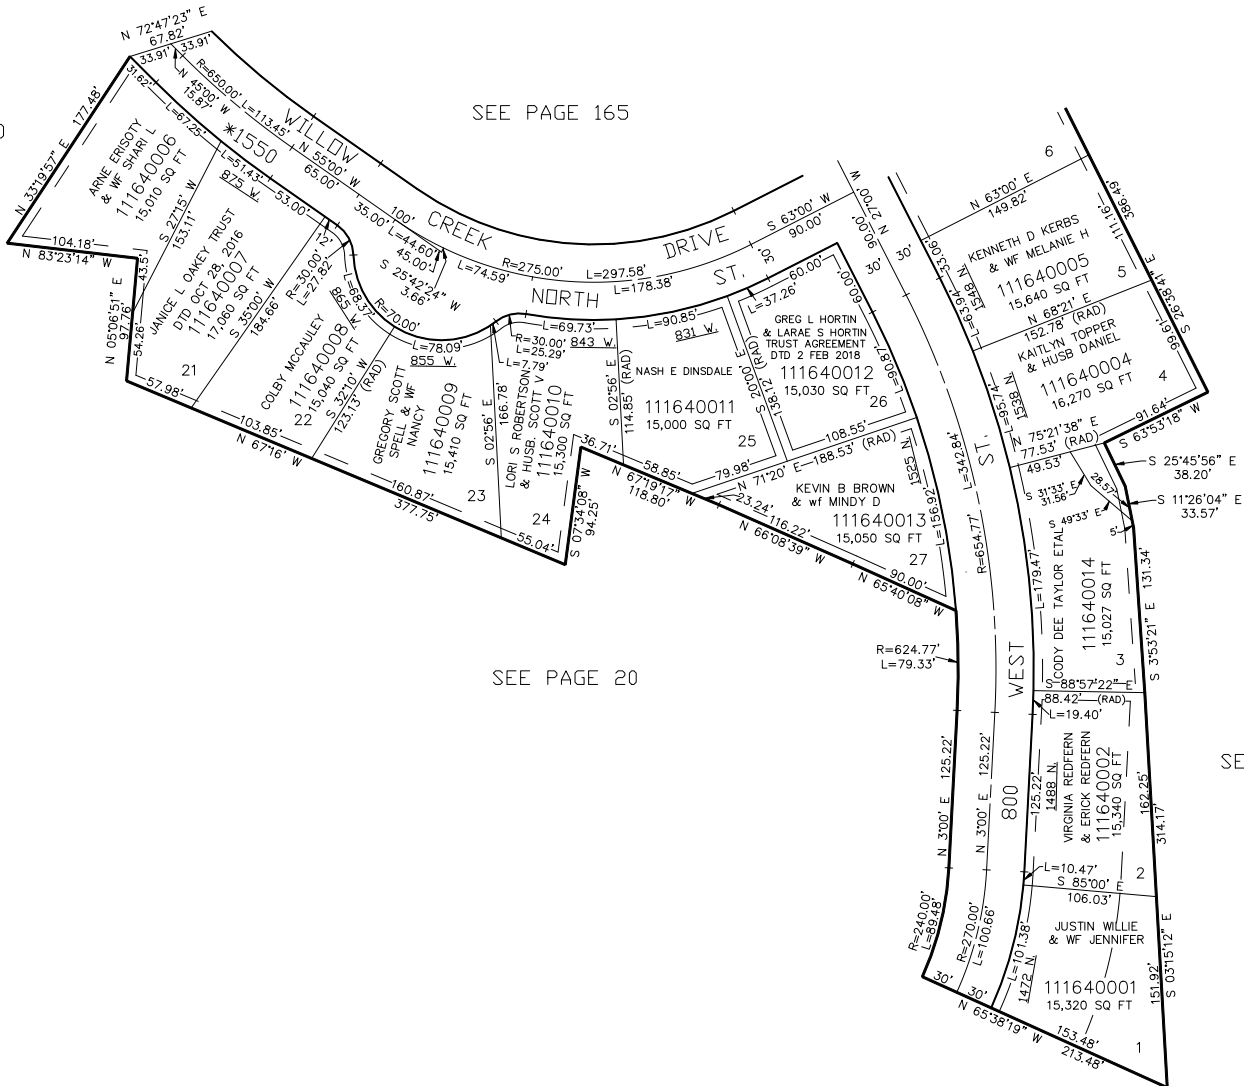 N 72°47'23" E
67.82'
33.91'
33.91'
31.62'
N 45°00' W
15.87'
R=650.00'
L=113.45'
L=67.25'
WILLOW
CREEK
DRIVE
*1550
NORTH
ST.
SEE PAGE 165
N 55°00' W
65.00'
35.00'
100'
L=44.60'
45.00'
S 25°42'24" W
3.66'
L=74.59'
R=275.00'
L=297.58'
L=178.38'
S 63°00' W
90.00'
30'
N 33°19'57" E 177.48'
ARNE ERISOTY
& WF SHARI L
111640006
15,010 SQ FT
104.18'
N 83°23'14" W
S 27°15' W
153.11'
L=51.43'
875 W.
53.00'
12'
43.5'
N 05°06'51" E
97.76'
54.26'
JANICE L OAKEY TRUST
DTD OCT 28, 2016
111640007
17,060 SQ FT
21
57.98'
S 35°00' W
184.66'
R=30.00'
L=27.82'
865 W.
L=68.37'
R=70.00'
L=78.09'
855 W.
COLBY MCCAULEY
111640008
15,040 SQ FT
22
103.85'
N 67°16' W
S 32°10' W
123.13' (RAD)
GREGORY SCOTT
SPELL & WF
NANCY
111640009
15,410 SQ FT
23
160.87'
377.75'
S 02°56' E
166.78'
R=30.00'
L=25.29'
L=7.79'
843 W.
L=69.73'
LORI S ROBERTSON
& HUSB. SCOTT V
111640010
15,300 SQ FT
24
55.04'
S 07°34'08" W
94.25'
36.71'
S 02°56' E
114.85' (RAD)
L=90.85'
831 W.
NASH E DINSDALE
111640011
15,000 SQ FT
25
58.85'
N 67°19'17" W
118.80'
79.98'
S 20°00' E
138.12' (RAD)
L=37.26'
60.00'
60.00'
GREG L HORTIN
& LARAE S HORTIN
TRUST AGREEMENT
DTD 2 FEB 2018
111640012
15,030 SQ FT
26
L=90.87'
108.55'
N 71°20' E
188.53' (RAD)
1525 N.
KEVIN B BROWN
& wf MINDY D
111640013
15,050 SQ FT
27
23.24'
116.22'
N 66°08'39" W
90.00'
N 65°40'08" W
L=156.92'
N 27°00' W
90.00'
30'
30'
33.06'
L=63.94'
1548 N.
L=95.74'
1538 N.
L=342.84'
R=654.77'
ST.
WEST
800
6
N 63°00' E
149.82'
386.49'
111.16'
KENNETH D KERBS
& WF MELANIE H
111640005
15,640 SQ FT
5
S 26°38'41" E
N 68°21' E
152.78' (RAD)
KAITLYN TOPPER
& HUSB DANIEL
111640004
16,270 SQ FT
4
99.61'
91.64'
S 63°53'18" W
N 75°21'38" E
77.53' (RAD)
49.53'
S 25°45'56" E
38.20'
S 11°26'04" E
33.57'
28.57'
S 31°33' E
31.56'
S 49°33' E
5'
L=179.47'
CODY DEE TAYLOR ETAL
111640014
15,027 SQ FT
3
S 3°53'21" E 131.34'
SEE PAGE 20
R=624.77'
L=79.33'
S 88°57'22" E
88.42' (RAD)
L=19.40'
N 3°00' E 125.22'
N 3°00' E 125.22'
125.22'
1488 N.
VIRGINIA REDFERN
& ERICK REDFERN
111640002
15,340 SQ FT
2
162.25'
314.17'
SE
L=10.47'
S 85°00' E
106.03'
R=240.00'
L=89.48'
R=270.00'
L=100.66'
L=101.38'
1472 N.
JUSTIN WILLIE
& WF JENNIFER
111640001
15,320 SQ FT
1
151.92'
S 03°15'12" E
30'
30'
N 65°38'19" W
153.48'
213.48'